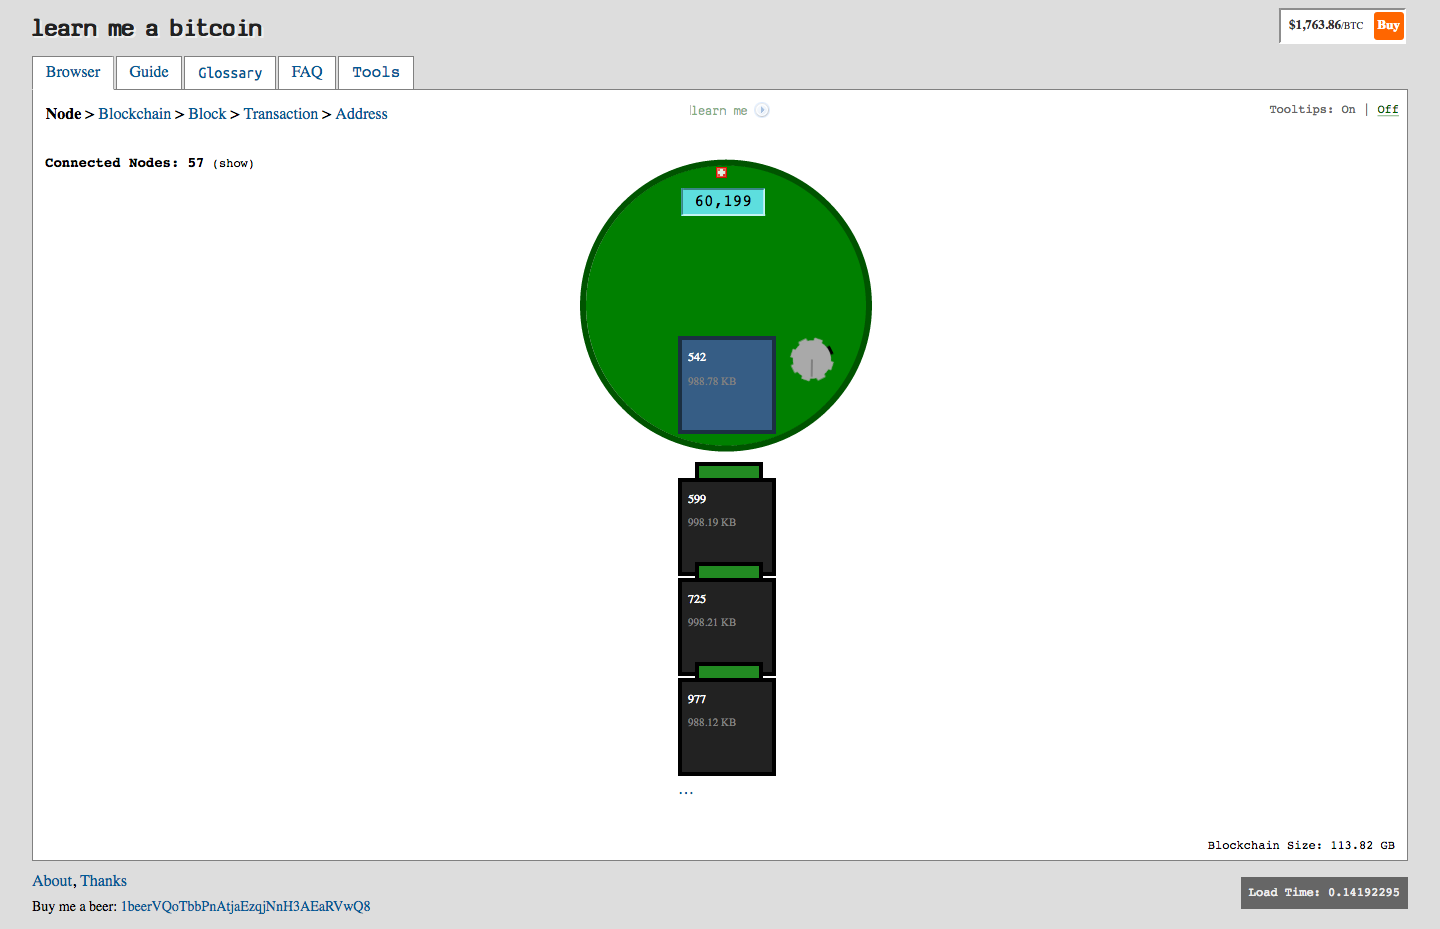 learn me a bitcoin
$1,763.86/BTC Buy
Browser Guide Glossary FAQ Tools
Node > Blockchain > Block > Transaction > Address
learn me
Tooltips: On | Off
Connected Nodes: 57 (show)
60,199
542
988.78 KB
599
998.19 KB
725
998.21 KB
977
988.12 KB
...
Blockchain Size: 113.82 GB
About, Thanks
Buy me a beer: 1beerVQoTbbPnAtjaEzqjNnH3AEaRVwQ8
Load Time: 0.14192295